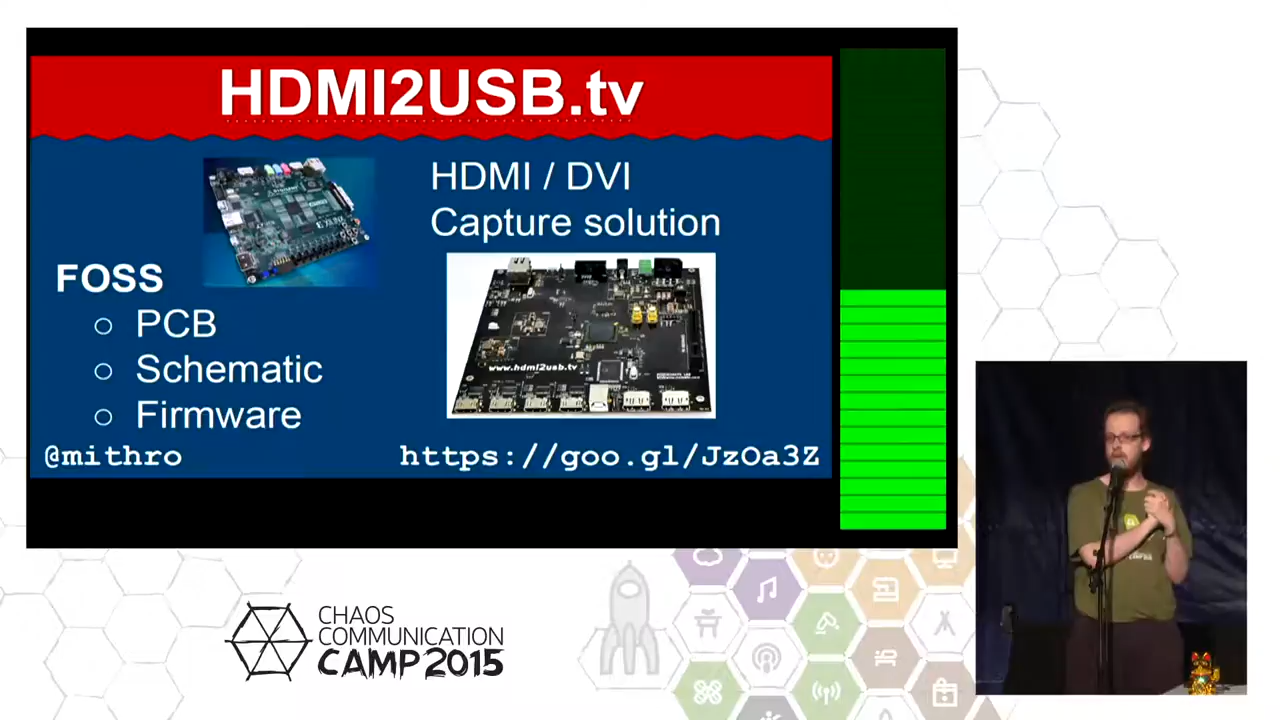 HDMI2USB.tv
HDMI / DVI
Capture solution
FOSS
PCB
Schematic
Firmware
www.hdmi2usb.tv
@mithro
https://goo.gl/JzOa3Z
CHAOS
COMMUNICATION
CAMP 2015